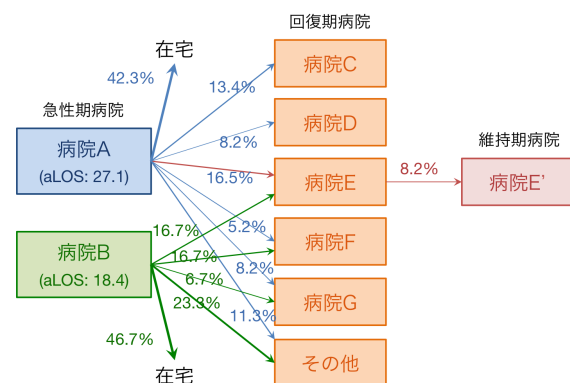 回復期病院
在宅
病院C
42.3%
13.4%
急性期病院
病院D
病院A
(aLOS: 27.1)
8.2%
維持期病院
16.5%
病院E
8.2%
病院E'
16.7%
5.2%
病院F
病院B
(aLOS: 18.4)
16.7%
8.2%
6.7%
23.3%
病院G
11.3%
46.7%
その他
在宅